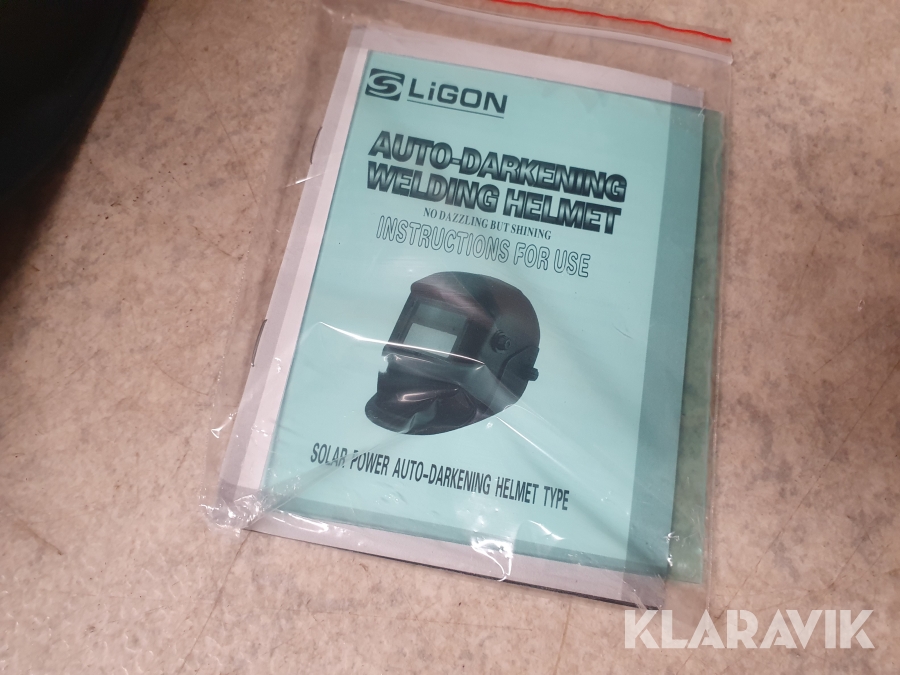 LiGON
AUTO-DARKENING
WELDING HELMET
NO DAZZLING BUT SHINING
INSTRUCTIONS FOR USE
SOLAR POWER AUTO-DARKENING HELMET TYPE
KLARAVIK